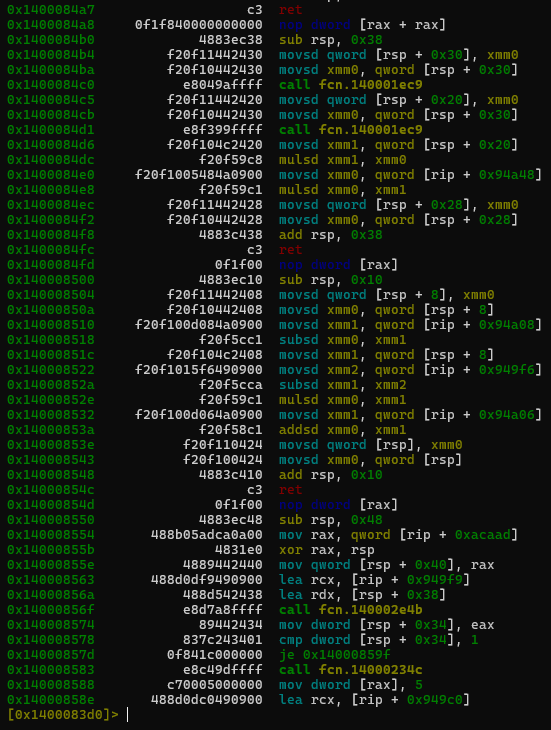 0x1400084a7 c3 ret
0x1400084a8 0f1f840000000000 nop dword [rax + rax]
0x1400084b0 4883ec38 sub rsp, 0x38
0x1400084b4 f20f11442430 movsd qword [rsp + 0x30], xmm0
0x1400084ba f20f10442430 movsd xmm0, qword [rsp + 0x30]
0x1400084c0 e8049affff call fcn.140001ec9
0x1400084c5 f20f11442420 movsd qword [rsp + 0x20], xmm0
0x1400084cb f20f10442430 movsd xmm0, qword [rsp + 0x30]
0x1400084d1 e8f399ffff call fcn.140001ec9
0x1400084d6 f20f104c2420 movsd xmm1, qword [rsp + 0x20]
0x1400084dc f20f59c8 mulsd xmm1, xmm0
0x1400084e0 f20f1005484a0900 movsd xmm0, qword [rip + 0x94a48]
0x1400084e8 f20f59c1 mulsd xmm0, xmm1
0x1400084ec f20f11442428 movsd qword [rsp + 0x28], xmm0
0x1400084f2 f20f10442428 movsd xmm0, qword [rsp + 0x28]
0x1400084f8 4883c438 add rsp, 0x38
0x1400084fc c3 ret
0x1400084fd 0f1f00 nop dword [rax]
0x140008500 4883ec10 sub rsp, 0x10
0x140008504 f20f11442408 movsd qword [rsp + 8], xmm0
0x14000850a f20f10442408 movsd xmm0, qword [rsp + 8]
0x140008510 f20f100d084a0900 movsd xmm1, qword [rip + 0x94a08]
0x140008518 f20f5cc1 subsd xmm0, xmm1
0x14000851c f20f104c2408 movsd xmm1, qword [rsp + 8]
0x140008522 f20f1015f6490900 movsd xmm2, qword [rip + 0x949f6]
0x14000852a f20f5cca subsd xmm1, xmm2
0x14000852e f20f59c1 mulsd xmm0, xmm1
0x140008532 f20f100d064a0900 movsd xmm1, qword [rip + 0x94a06]
0x14000853a f20f58c1 addsd xmm0, xmm1
0x14000853e f20f110424 movsd qword [rsp], xmm0
0x140008543 f20f100424 movsd xmm0, qword [rsp]
0x140008548 4883c410 add rsp, 0x10
0x14000854c c3 ret
0x14000854d 0f1f00 nop dword [rax]
0x140008550 4883ec48 sub rsp, 0x48
0x140008554 488b05adca0a00 mov rax, qword [rip + 0xacaad]
0x14000855b 4831e0 xor rax, rsp
0x14000855e 4889442440 mov qword [rsp + 0x40], rax
0x140008563 488d0df9490900 lea rcx, [rip + 0x949f9]
0x14000856a 488d542438 lea rdx, [rsp + 0x38]
0x14000856f e8d7a8ffff call fcn.140002e4b
0x140008574 89442434 mov dword [rsp + 0x34], eax
0x140008578 837c243401 cmp dword [rsp + 0x34], 1
0x14000857d 0f841c000000 je 0x14000859f
0x140008583 e8c49dffff call fcn.14000234c
0x140008588 c70005000000 mov dword [rax], 5
0x14000858e 488d0dc0490900 lea rcx, [rip + 0x949c0]
[0x1400083d0]>